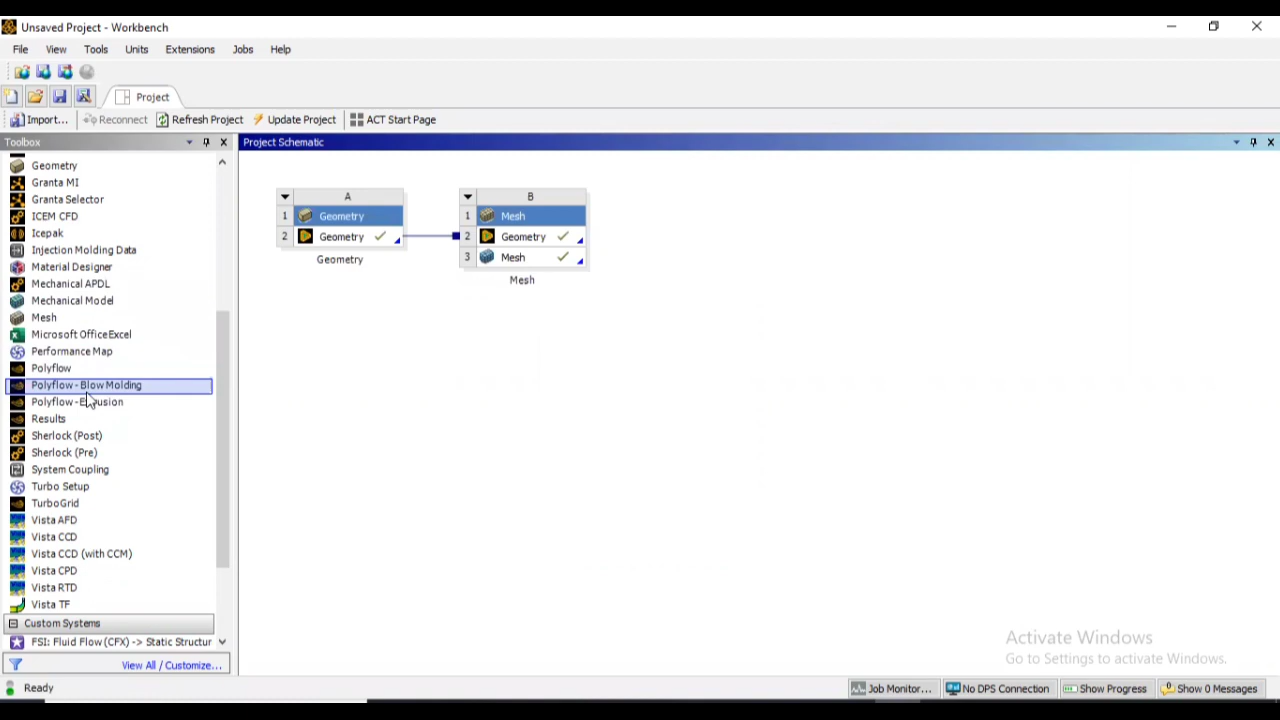 Unsaved Project - Workbench
File View Tools Units Extensions Jobs Help
Project
Import... Reconnect Refresh Project Update Project ACT Start Page
Toolbox
Project Schematic
Geometry
Granta MI
Granta Selector
ICEM CFD
Icepak
Injection Molding Data
Material Designer
Mechanical APDL
Mechanical Model
Mesh
Microsoft Office Excel
Performance Map
Polyflow
Polyflow - Blow Molding
Polyflow -
Results
Sherlock (Post)
Sherlock (Pre)
System Coupling
Turbo Setup
TurboGrid
Vista AFD
Vista CCD
Vista CCD (with CCM)
Vista CPD
Vista RTD
Vista TF
Custom Systems
FSI: Fluid Flow (CFX) -> Static Structur
View All / Customize...
A
1 Geometry
2 Geometry
Geometry
B
1 Mesh
2 Geometry
3 Mesh
Mesh
Activate Windows
Go to Settings to activate Windows.
Ready
Job Monitor... No DPS Connection Show Progress Show 0 Messages